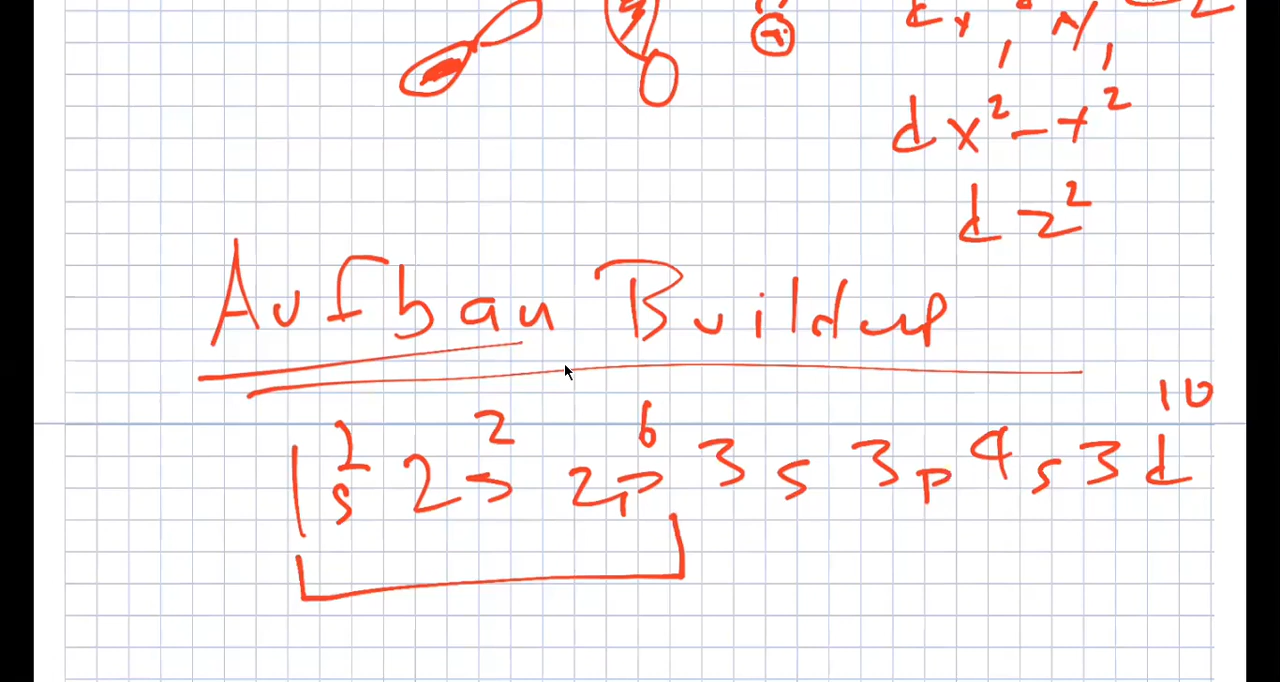 dx² – y²
dz²
Aufbau Buildup
1s² 2s² 2p⁶ 3s 3p 4s 3d¹⁰